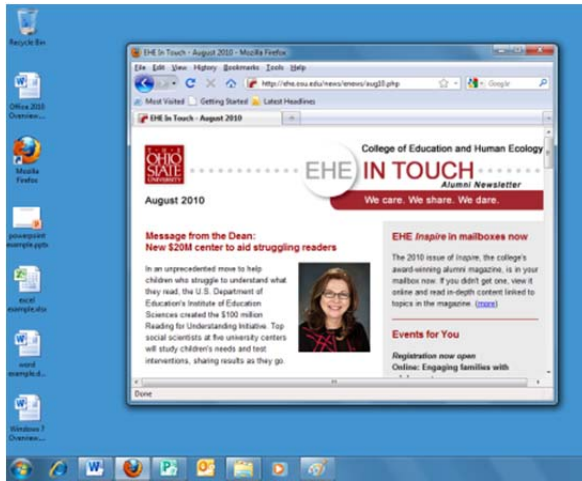 Recycle Bin
Office 2010
Overview....
Mozilla
Firefox
powerpoint
example.pptx
excel
example.xlsx
word
example.d...
Windows 7
Overview....
EHE In Touch - August 2010 - Mozilla Firefox
File Edit View History Bookmarks Tools Help
http://ehe.osu.edu/news/enews/aug10.php
Google
Most Visited Getting Started Latest Headlines
EHE In Touch - August 2010
THE
OHIO
STATE
UNIVERSITY
College of Education and Human Ecology
EHE IN TOUCH
Alumni Newsletter
August 2010
We care. We share. We dare.
Message from the Dean:
New $20M center to aid struggling readers
In an unprecedented move to help
children who struggle to understand what
they read, the U.S. Department of
Education's Institute of Education
Sciences created the $100 million
Reading for Understanding Initiative. Top
social scientists at five university centers
will study children's needs and test
interventions, sharing results as they go.
EHE Inspire in mailboxes now
The 2010 issue of Inspire, the college's
award-winning alumni magazine, is in your
mailbox now. If you didn't get one, view it
online and read in-depth content linked to
topics in the magazine. (more)
Events for You
Registration now open
Online: Engaging families with
Done